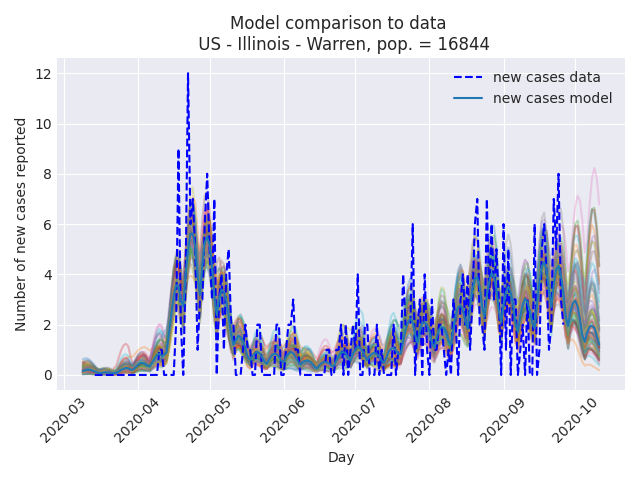 Model comparison to data
US - Illinois - Warren, pop. = 16844
new cases data
new cases model
Number of new cases reported
12
10
8
6
4
2
0
2020-03
2020-04
2020-05
2020-06
2020-07
2020-08
2020-09
2020-10
Day